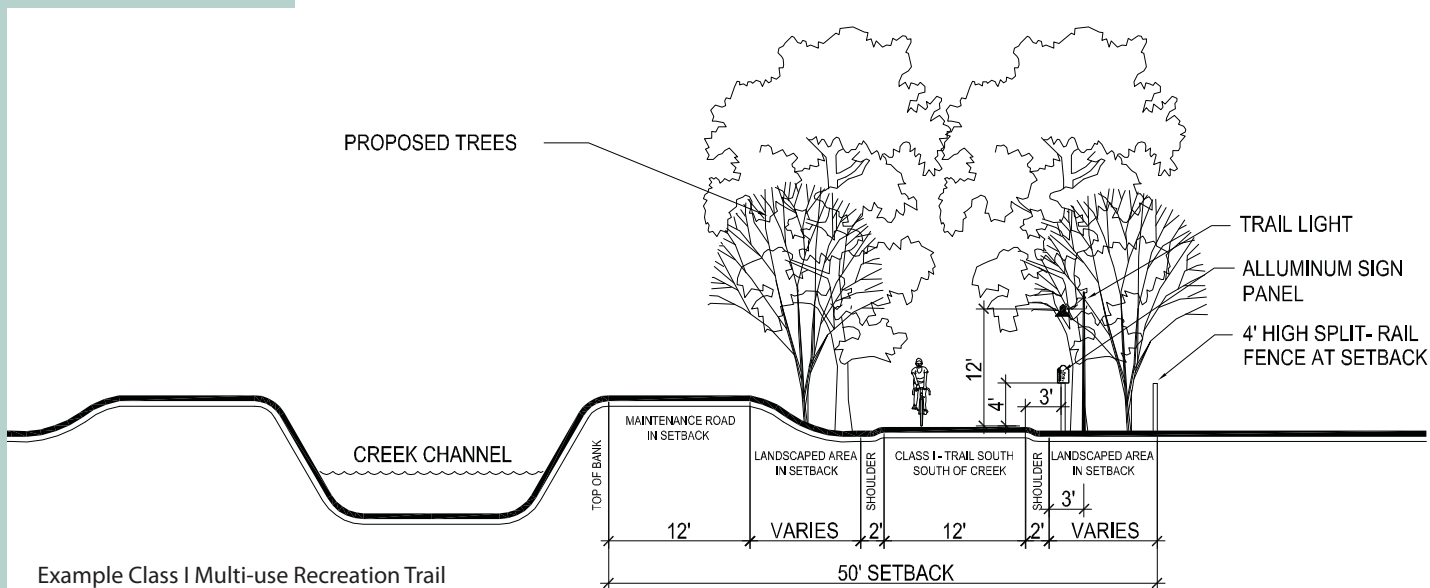 PROPOSED TREES
TRAIL LIGHT
ALLUMINUM SIGN
PANEL
4' HIGH SPLIT- RAIL
FENCE AT SETBACK
12'
4'
3'
CREEK CHANNEL
TOP OF BANK
MAINTENANCE ROAD
IN SETBACK
LANDSCAPED AREA
IN SETBACK
SHOULDER
CLASS I - TRAIL SOUTH
SOUTH OF CREEK
SHOULDER
LANDSCAPED AREA
IN SETBACK
3'
12'
VARIES
2'
12'
2'
VARIES
50' SETBACK
Example Class I Multi-use Recreation Trail